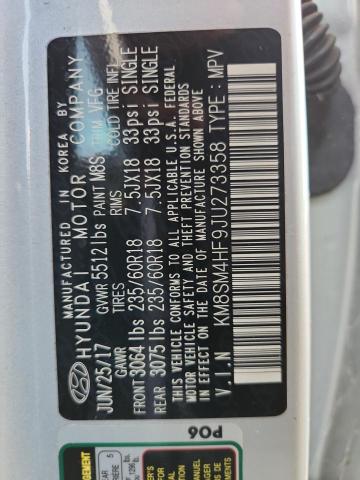 MANUFACTURED IN KOREA BY
HYUNDAI MOTOR COMPANY
JUN/25/17 GVWR 5512 lbs PAINT M8S TRIM VFG
GAWR TIRES RIMS COLD TIRE INFL
FRONT 3064 lbs 235/60R18 7.5JX18 33psi SINGLE
REAR 3075 lbs 235/60R18 7.5JX18 33psi SINGLE
THIS VEHICLE CONFORMS TO ALL APPLICABLE U.S.A. FEDERAL
MOTOR VEHICLE SAFETY AND THEFT PREVENTION STANDARDS
IN EFFECT ON THE DATE OF MANUFACTURE SHOWN ABOVE
V.I.N KM8SM4HF9JU273358 TYPE : MPV
P06
5
MANUEL